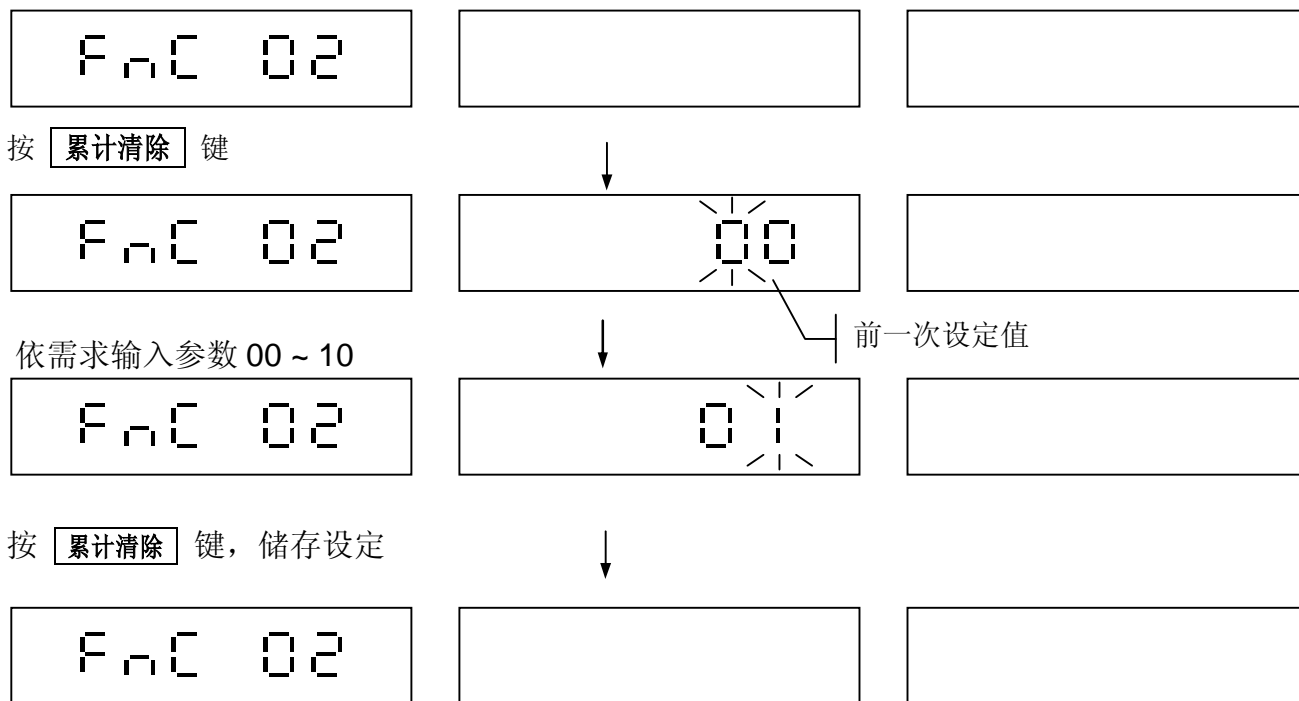 FnC 02
按 累计清除 键
FnC 02 00
前一次设定值
依需求输入参数 00 ~ 10
FnC 02 01
按 累计清除 键，储存设定
FnC 02